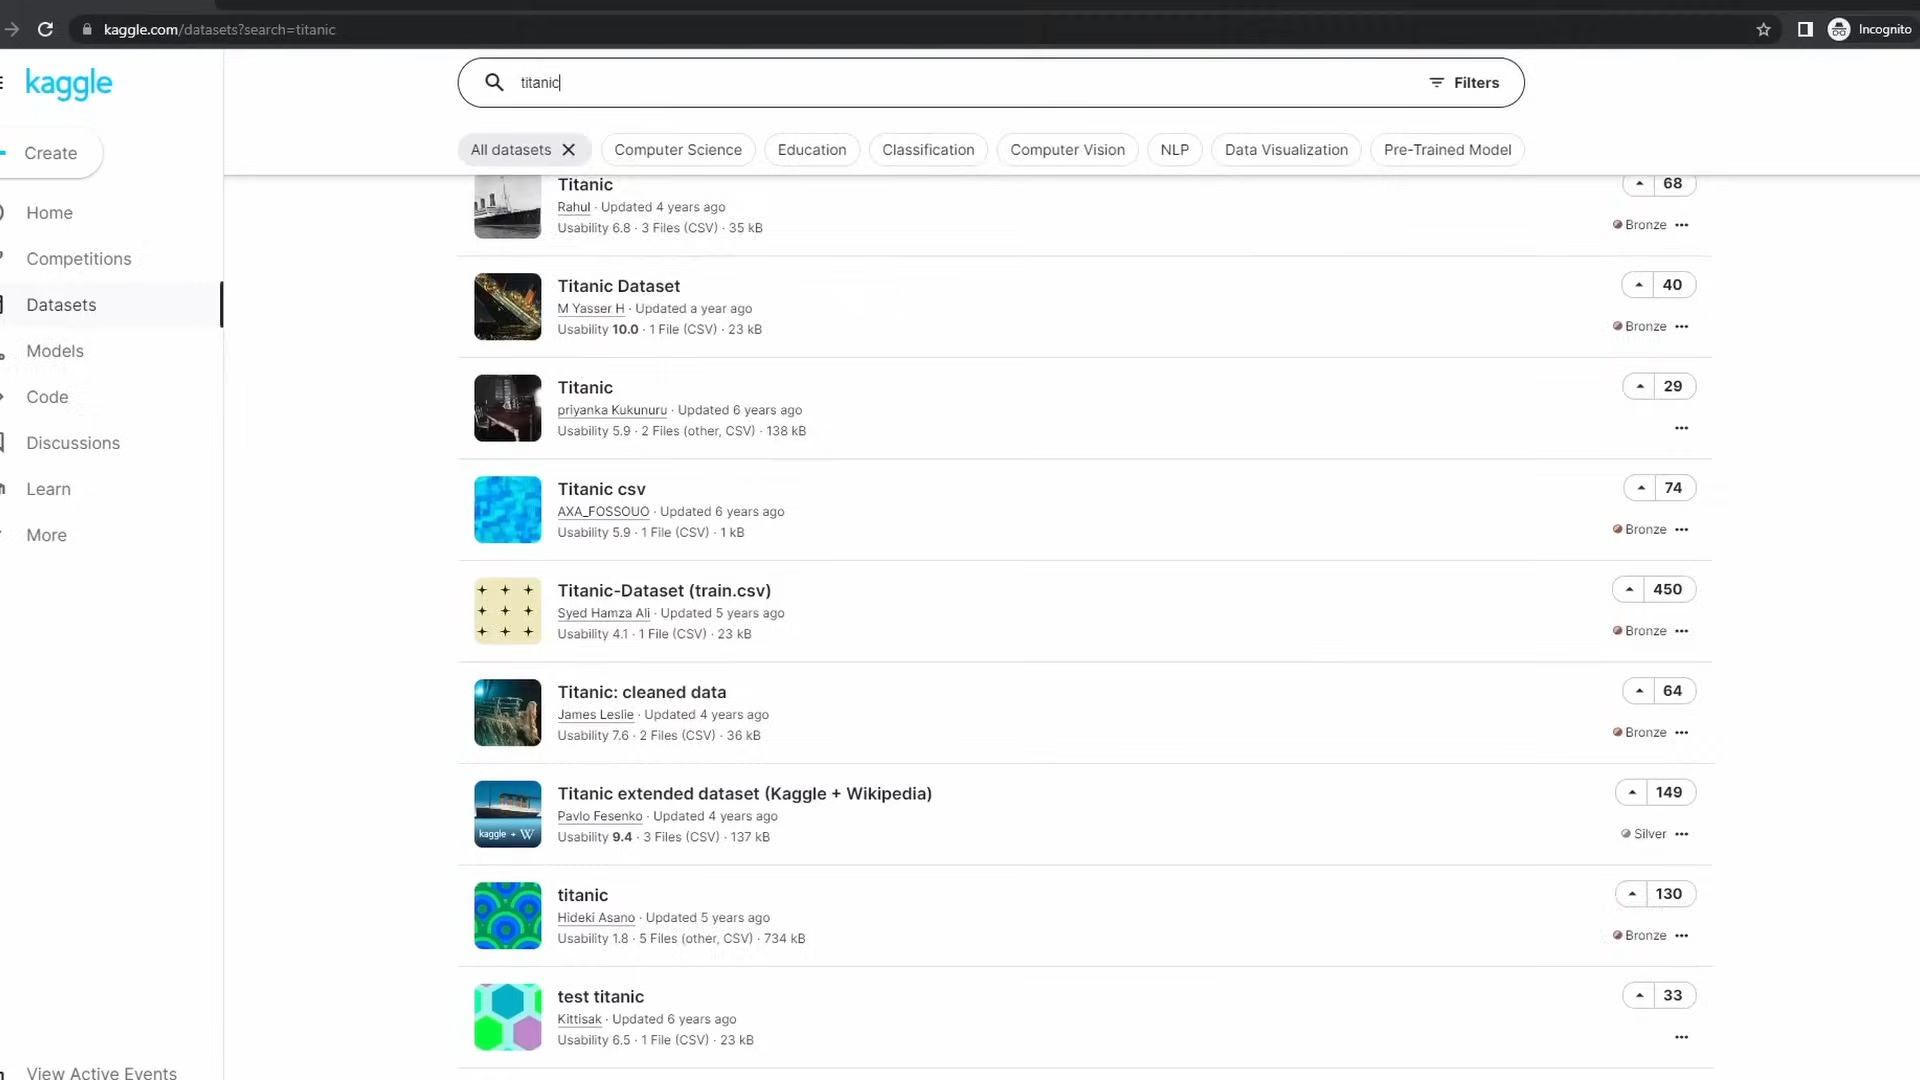 kaggle.com/datasets?search=titanic
Incognito
kaggle
titanic
Filters
All datasets
Computer Science
Education
Classification
Computer Vision
NLP
Data Visualization
Pre-Trained Model
Create
Home
Competitions
Datasets
Models
Code
Discussions
Learn
More
View Active Events
Titanic
68
Rahul · Updated 4 years ago
Usability 6.8 · 3 Files (CSV) · 35 kB
Bronze
Titanic Dataset
40
M Yasser H · Updated a year ago
Usability 10.0 · 1 File (CSV) · 23 kB
Bronze
Titanic
29
priyanka Kukunuru · Updated 6 years ago
Usability 5.9 · 2 Files (other, CSV) · 138 kB
Titanic csv
74
AXA_FOSSOUO · Updated 6 years ago
Usability 5.9 · 1 File (CSV) · 1 kB
Bronze
Titanic-Dataset (train.csv)
450
Syed Hamza Ali · Updated 5 years ago
Usability 4.1 · 1 File (CSV) · 23 kB
Bronze
Titanic: cleaned data
64
James Leslie · Updated 4 years ago
Usability 7.6 · 2 Files (CSV) · 36 kB
Bronze
Titanic extended dataset (Kaggle + Wikipedia)
149
Pavlo Fesenko · Updated 4 years ago
kaggle + W
Usability 9.4 · 3 Files (CSV) · 137 kB
Silver
titanic
130
Hideki Asano · Updated 5 years ago
Usability 1.8 · 5 Files (other, CSV) · 734 kB
Bronze
test titanic
33
Kittisak · Updated 6 years ago
Usability 6.5 · 1 File (CSV) · 23 kB